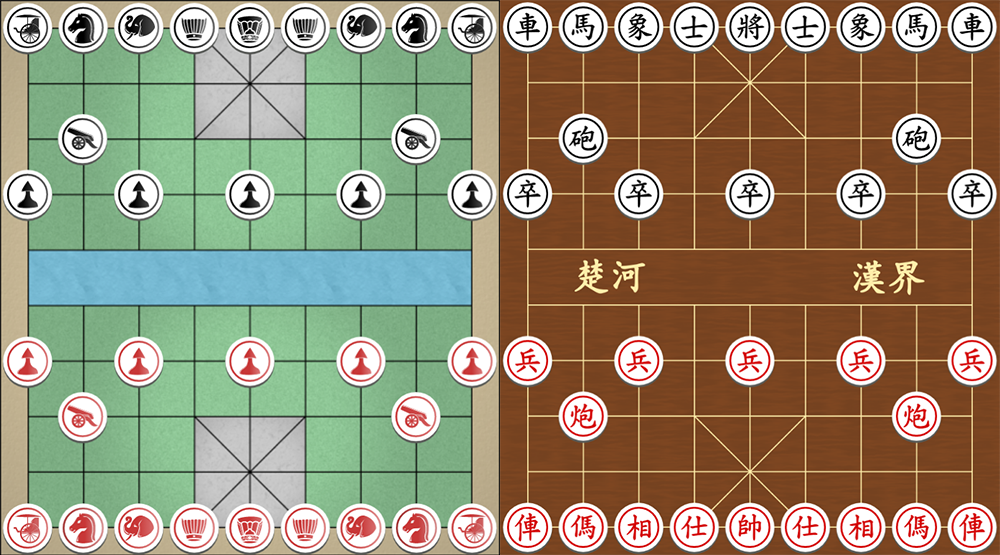 車馬象士將士象馬車
砲砲
卒卒卒卒卒
楚河 漢界
兵兵兵兵兵
炮炮
俥傌相仕帥仕相傌俥